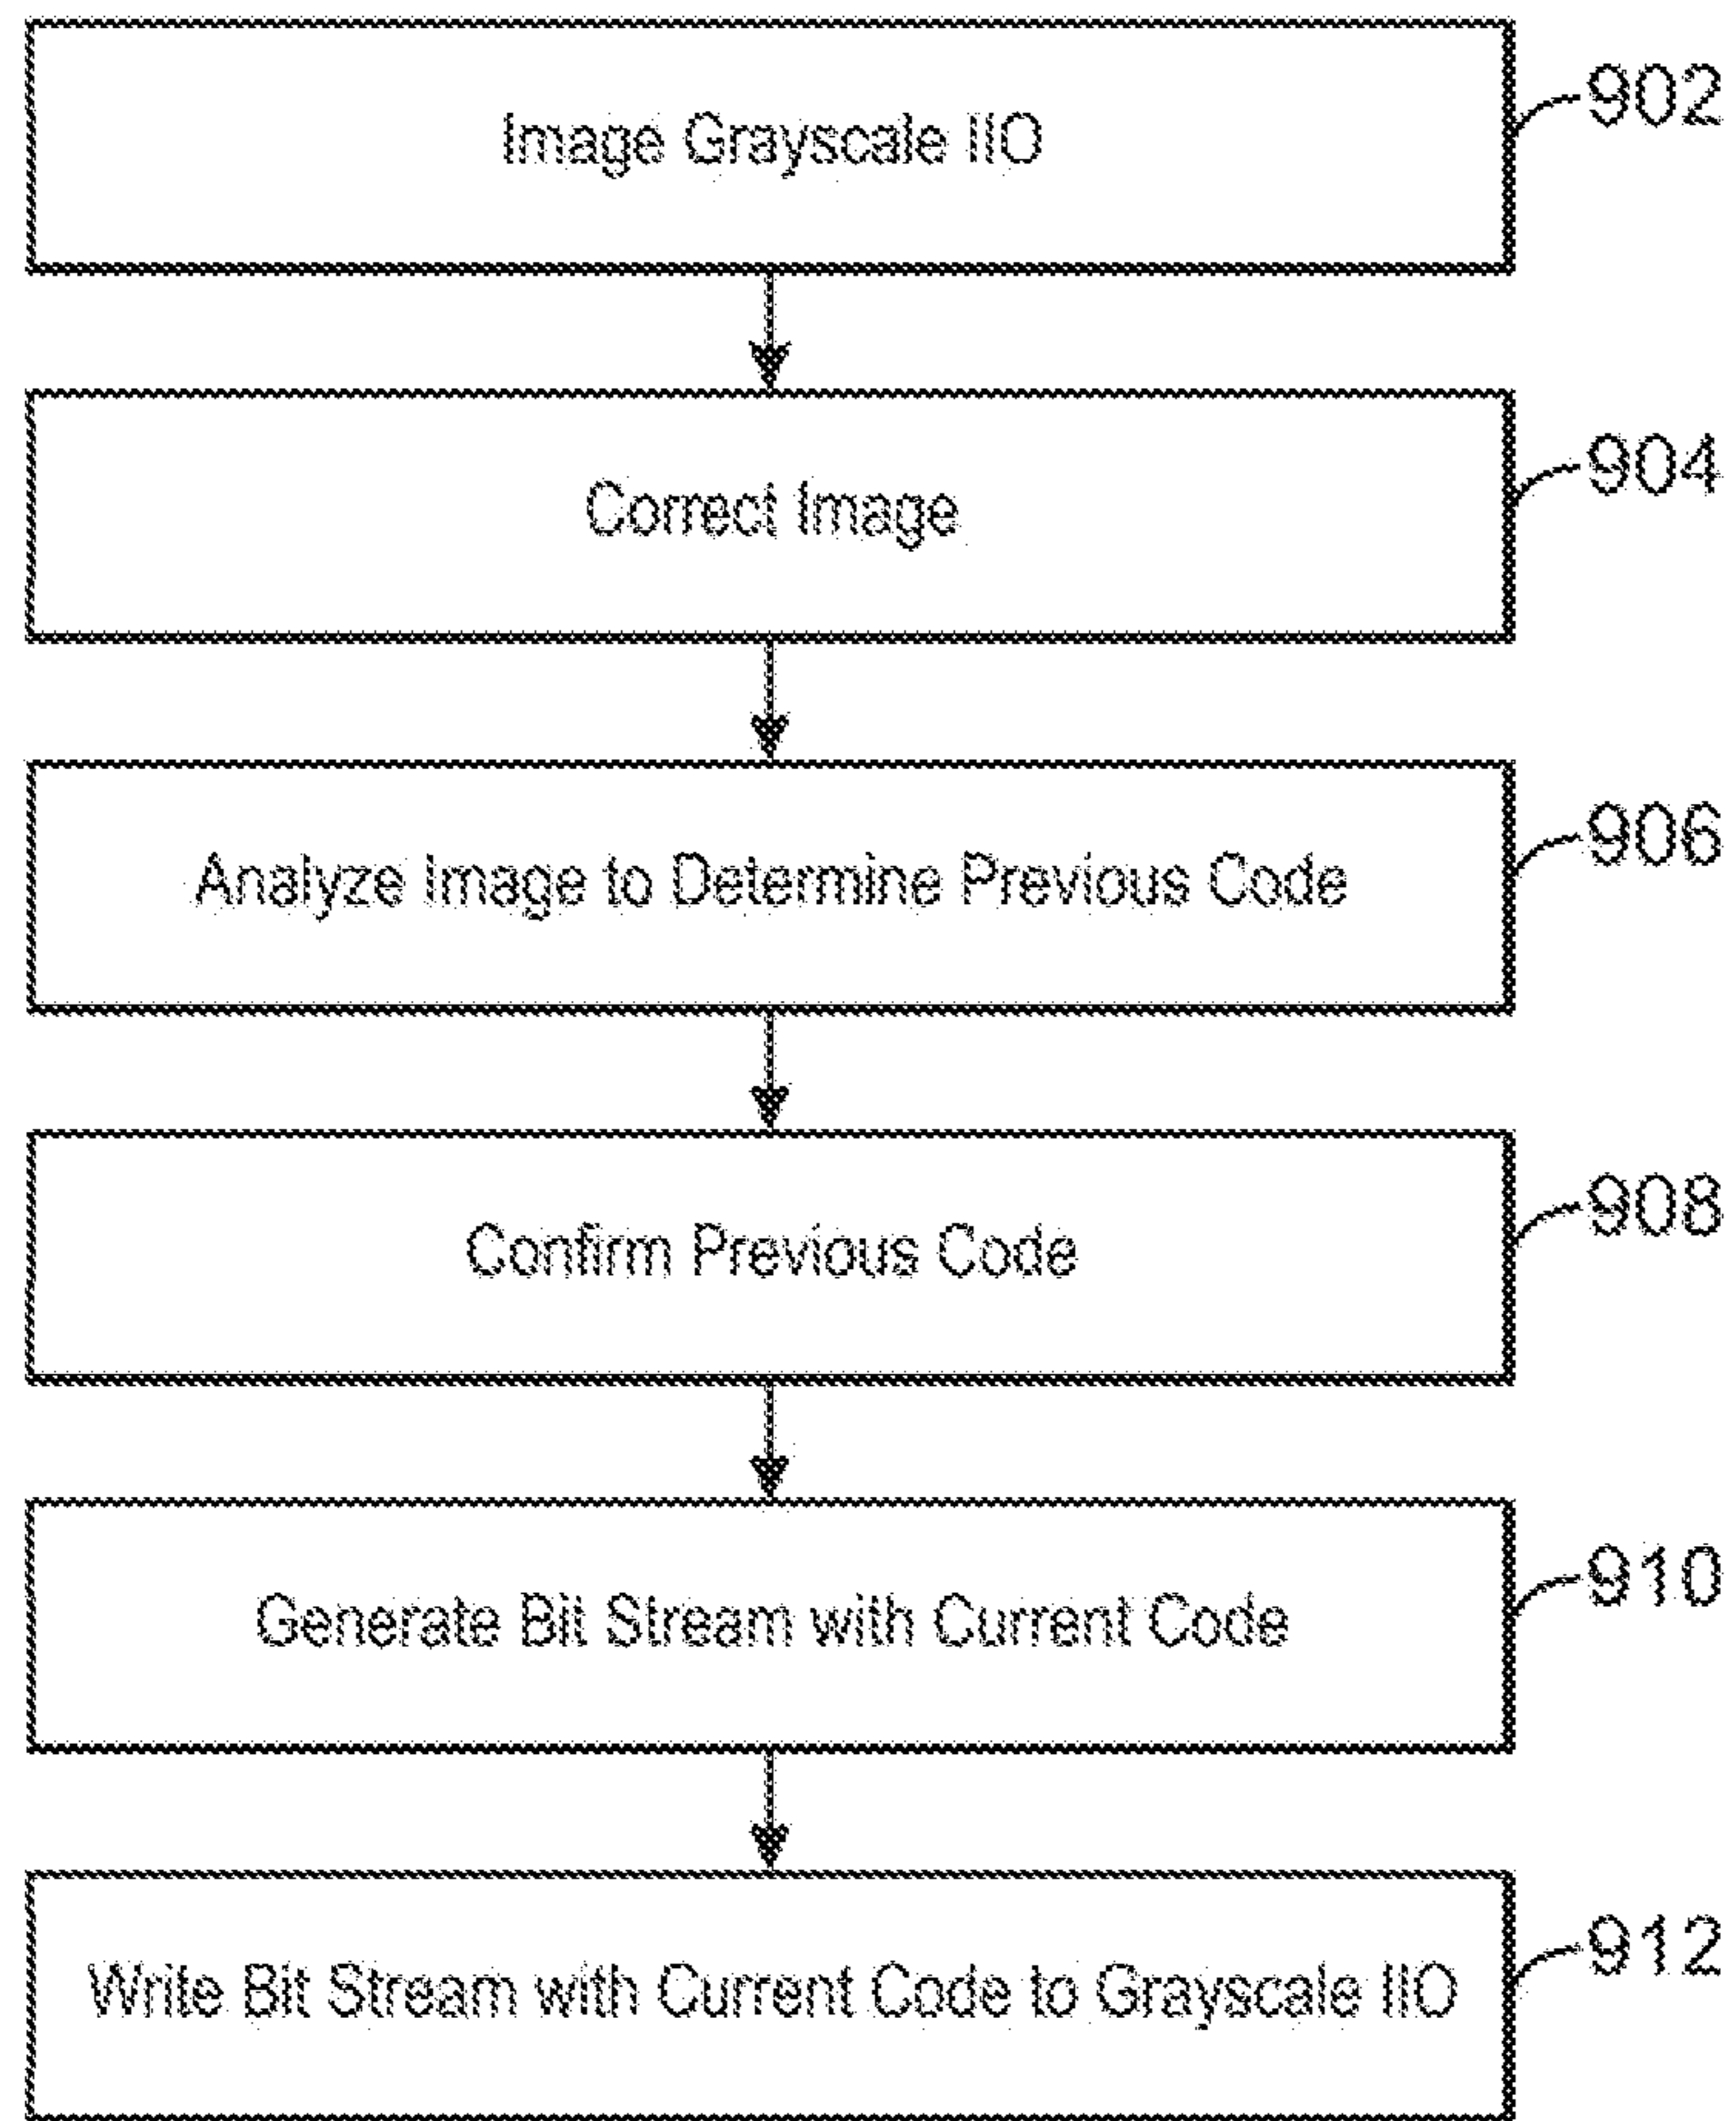 Image Grayscale IIO
902
Correct Image
904
Analyze Image to Determine Previous Code
906
Confirm Previous Code
908
Generate Bit Stream with Current Code
910
Write Bit Stream with Current Code to Grayscale IIO
912